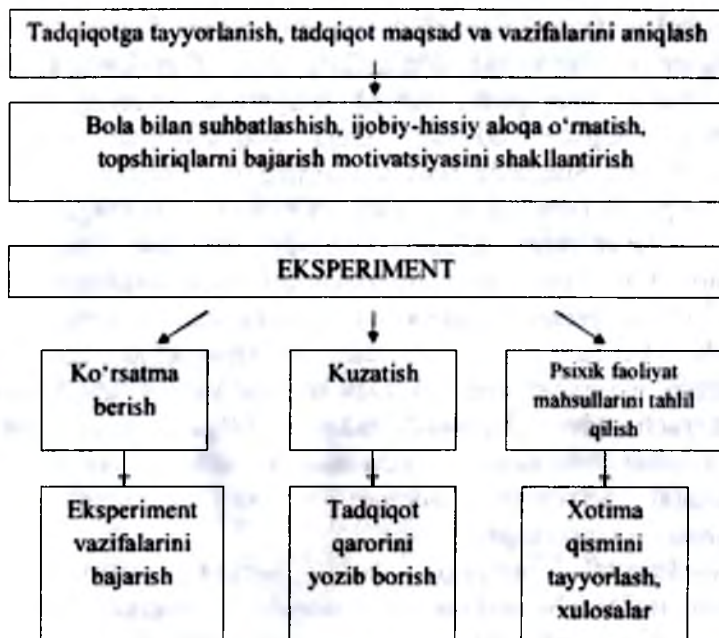 Tadqiqotga tayyorlanish, tadqiqot maqsad va vazifalarini aniqlash
Bola bilan suhbatlashish, ijobiy-hissiy aloqa o‘rnatish,
topshiriqlarni bajarish motivatsiyasini shakllantirish
EKSPERIMENT
Ko‘rsatma
berish
Kuzatish
Psixik faoliyat
mahsullarini tahlil
qilish
Eksperiment
vazifalarini
bajarish
Tadqiqot
qarorini
yozib borish
Xotima
qismini
tayyorlash,
xulosalar